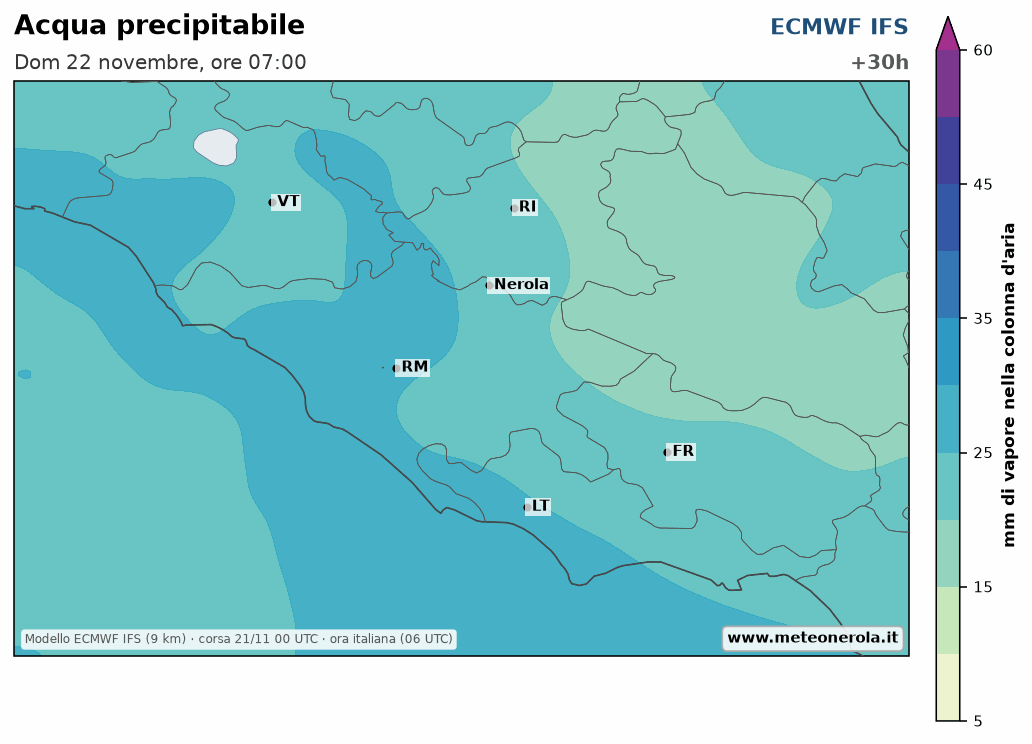 Acqua precipitabile
ECMWF IFS
Dom 22 novembre, ore 07:00
+30h
60
45
35
25
15
5
mm di vapore nella colonna d'aria
VT
RI
Nerola
RM
FR
LT
Modello ECMWF IFS (9 km) · corsa 21/11 00 UTC · ora italiana (06 UTC)
www.meteonerola.it